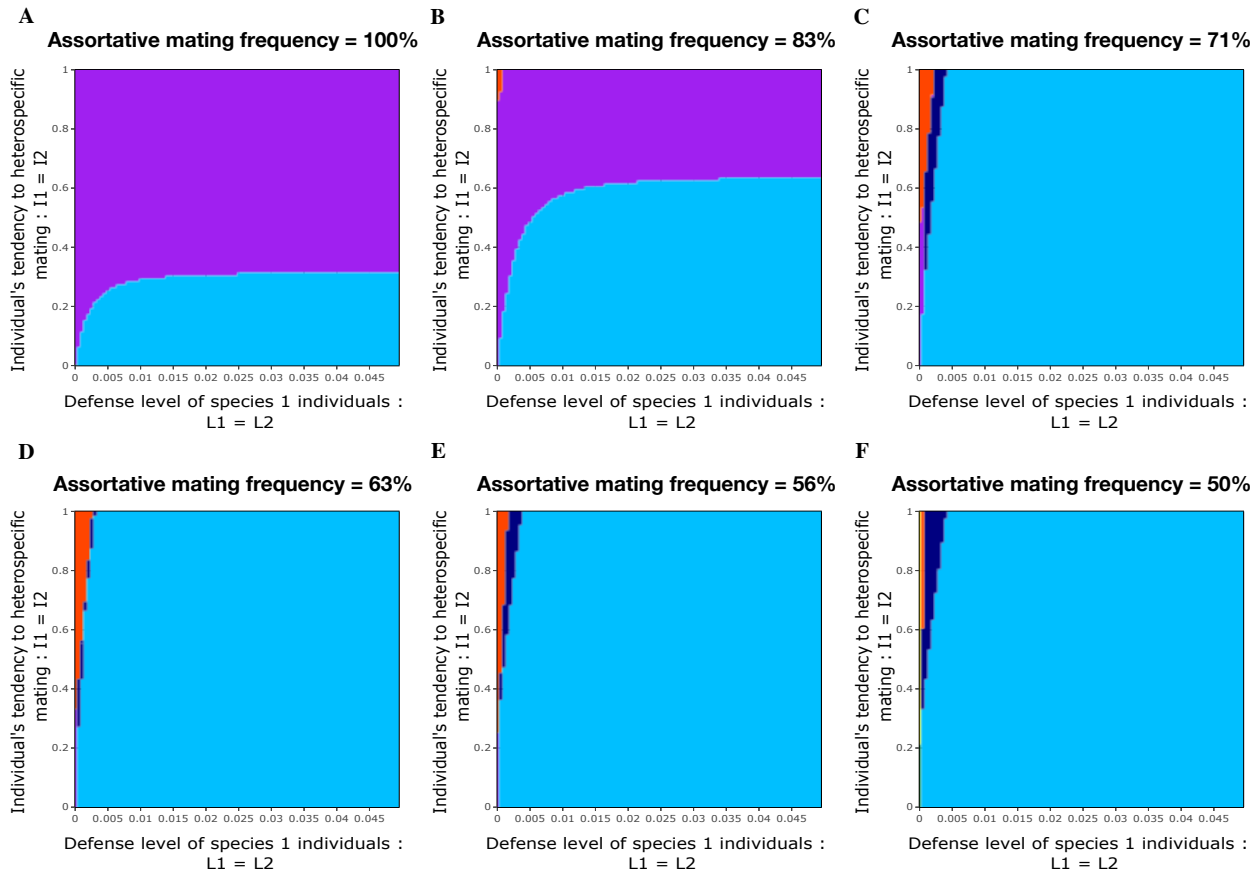 A
Assortative mating frequency = 100%
Individual's tendency to heterospecific
mating : I1 = I2
1
0.8
0.6
0.4
0.2
0
0 0.005 0.01 0.015 0.02 0.025 0.03 0.035 0.04 0.045
Defense level of species 1 individuals :
L1 = L2
B
Assortative mating frequency = 83%
Individual's tendency to heterospecific
mating : I1 = I2
1
0.8
0.6
0.4
0.2
0
0 0.005 0.01 0.015 0.02 0.025 0.03 0.035 0.04 0.045
Defense level of species 1 individuals :
L1 = L2
C
Assortative mating frequency = 71%
Individual's tendency to heterospecific
mating : I1 = I2
1
0.8
0.6
0.4
0.2
0
0 0.005 0.01 0.015 0.02 0.025 0.03 0.035 0.04 0.045
Defense level of species 1 individuals :
L1 = L2
D
Assortative mating frequency = 63%
Individual's tendency to heterospecific
mating : I1 = I2
1
0.8
0.6
0.4
0.2
0
0 0.005 0.01 0.015 0.02 0.025 0.03 0.035 0.04 0.045
Defense level of species 1 individuals :
L1 = L2
E
Assortative mating frequency = 56%
Individual's tendency to heterospecific
mating : I1 = I2
1
0.8
0.6
0.4
0.2
0
0 0.005 0.01 0.015 0.02 0.025 0.03 0.035 0.04 0.045
Defense level of species 1 individuals :
L1 = L2
F
Assortative mating frequency = 50%
Individual's tendency to heterospecific
mating : I1 = I2
1
0.8
0.6
0.4
0.2
0
0 0.005 0.01 0.015 0.02 0.025 0.03 0.035 0.04 0.045
Defense level of species 1 individuals :
L1 = L2